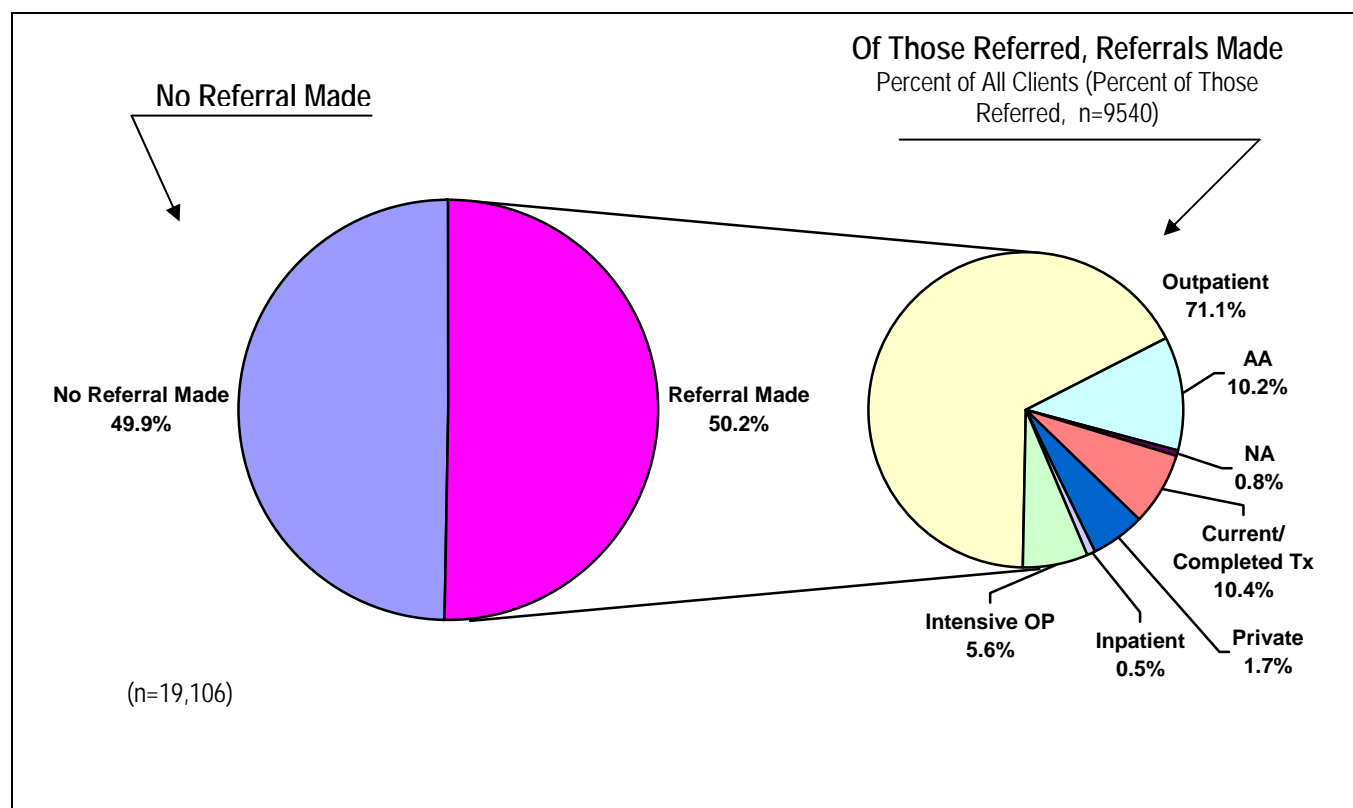 Of Those Referred, Referrals Made
Percent of All Clients (Percent of Those
Referred, n=9540)
No Referral Made
No Referral Made
49.9%
Referral Made
50.2%
Outpatient
71.1%
AA
10.2%
NA
0.8%
Current/
Completed Tx
10.4%
Private
1.7%
Inpatient
0.5%
Intensive OP
5.6%
(n=19,106)